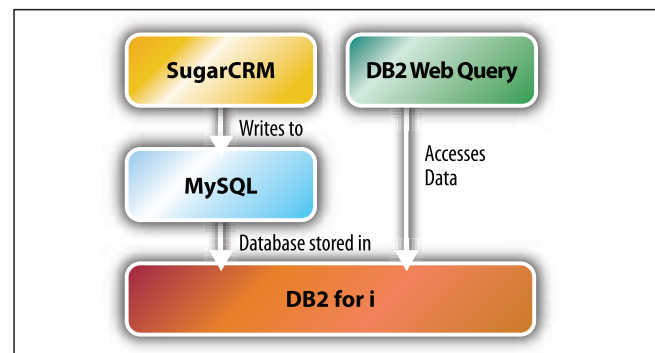 SugarCRM
DB2 Web Query
Writes to
Accesses
Data
MySQL
Database stored in
DB2 for i